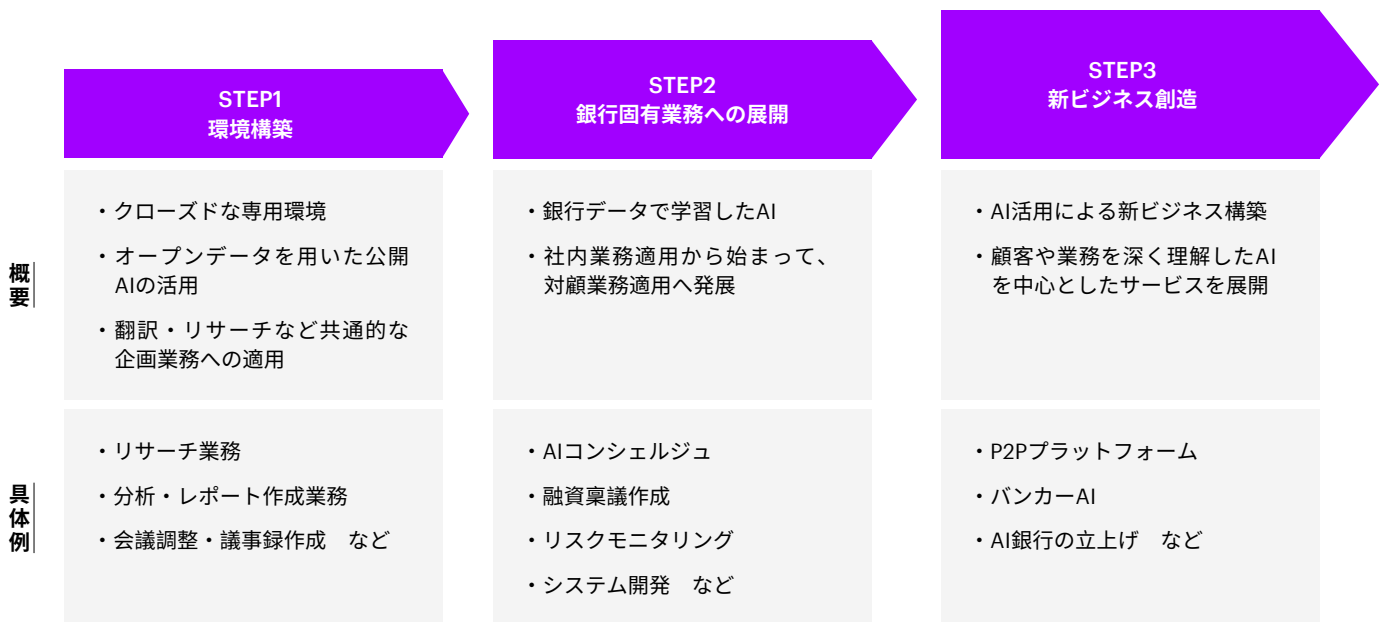 STEP1
環境構築
STEP2
銀行固有業務への展開
STEP3
新ビジネス創造
概要
・クローズドな専用環境
・オープンデータを用いた公開
AIの活用
・翻訳・リサーチなど共通的な
企画業務への適用
・銀行データで学習したAI
・社内業務適用から始まって、
対顧業務適用へ発展
・AI活用による新ビジネス構築
・顧客や業務を深く理解したAI
を中心としたサービスを展開
具体例
・リサーチ業務
・分析・レポート作成業務
・会議調整・議事録作成　など
・AIコンシェルジュ
・融資稟議作成
・リスクモニタリング
・システム開発　など
・P2Pプラットフォーム
・バンカーAI
・AI銀行の立上げ　など